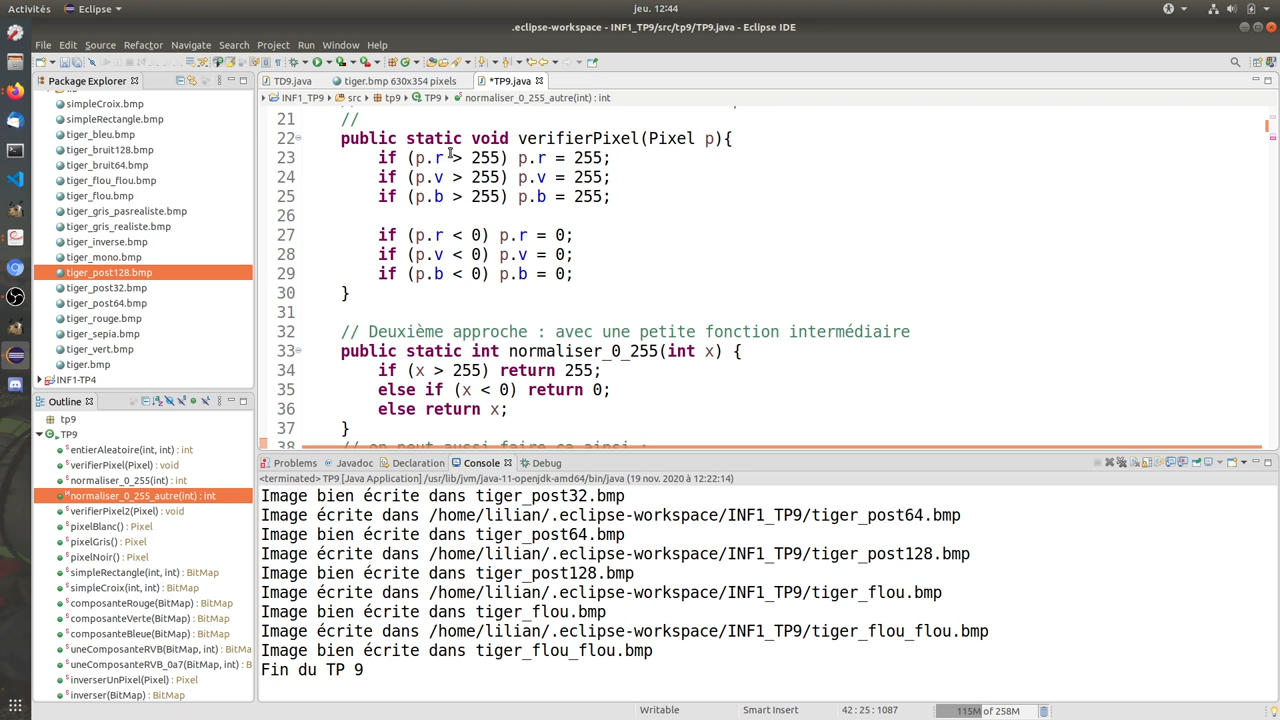 Activités Eclipse jeu. 12:44
.eclipse-workspace - INF1_TP9/src/tp9/TP9.java - Eclipse IDE
File Edit Source Refactor Navigate Search Project Run Window Help
Package Explorer
simpleCroix.bmp
simpleRectangle.bmp
tiger_bleu.bmp
tiger_bruit128.bmp
tiger_bruit64.bmp
tiger_flou_flou.bmp
tiger_flou.bmp
tiger_gris_pasrealiste.bmp
tiger_gris_realiste.bmp
tiger_inverse.bmp
tiger_mono.bmp
tiger_post128.bmp
tiger_post32.bmp
tiger_post64.bmp
tiger_rouge.bmp
tiger_sepia.bmp
tiger_vert.bmp
tiger.bmp
INF1-TP4
Outline
tp9
TP9
entierAleatoire(int, int) : int
verifierPixel(Pixel) : void
normaliser_0_255(int) : int
normaliser_0_255_autre(int) : int
verifierPixel2(Pixel) : void
pixelBlanc() : Pixel
pixelGris() : Pixel
pixelNoir() : Pixel
simpleRectangle(int, int) : BitMap
simpleCroix(int, int) : BitMap
composanteRouge(BitMap) : BitMap
composanteVerte(BitMap) : BitMap
composanteBleue(BitMap) : BitMap
uneComposanteRVB(BitMap, int) : BitMap
uneComposanteRVB_0a7(BitMap, int) : B
inverserUnPixel(Pixel) : Pixel
inverser(BitMap) : BitMap
TD9.java tiger.bmp 630x354 pixels *TP9.java
INF1_TP9 src tp9 TP9 normaliser_0_255_autre(int) : int
21 //
22 public static void verifierPixel(Pixel p){
23 if (p.r > 255) p.r = 255;
24 if (p.v > 255) p.v = 255;
25 if (p.b > 255) p.b = 255;
26
27 if (p.r < 0) p.r = 0;
28 if (p.v < 0) p.v = 0;
29 if (p.b < 0) p.b = 0;
30 }
31
32 // Deuxième approche : avec une petite fonction intermédiaire
33 public static int normaliser_0_255(int x) {
34 if (x > 255) return 255;
35 else if (x < 0) return 0;
36 else return x;
37 }
38 // on peut aussi faire ça ainsi :
Problems Javadoc Declaration Console Debug
<terminated> TP9 [Java Application] /usr/lib/jvm/java-11-openjdk-amd64/bin/java (19 nov. 2020 à 12:22:14)
Image bien écrite dans tiger_post32.bmp
Image écrite dans /home/lilian/.eclipse-workspace/INF1_TP9/tiger_post64.bmp
Image bien écrite dans tiger_post64.bmp
Image écrite dans /home/lilian/.eclipse-workspace/INF1_TP9/tiger_post128.bmp
Image bien écrite dans tiger_post128.bmp
Image écrite dans /home/lilian/.eclipse-workspace/INF1_TP9/tiger_flou.bmp
Image bien écrite dans tiger_flou.bmp
Image écrite dans /home/lilian/.eclipse-workspace/INF1_TP9/tiger_flou_flou.bmp
Image bien écrite dans tiger_flou_flou.bmp
Fin du TP 9
Writable Smart Insert 42 : 25 : 1087 115M of 258M